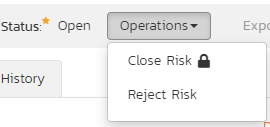 Status: Open Operations Expo
Close Risk
History
Reject Risk